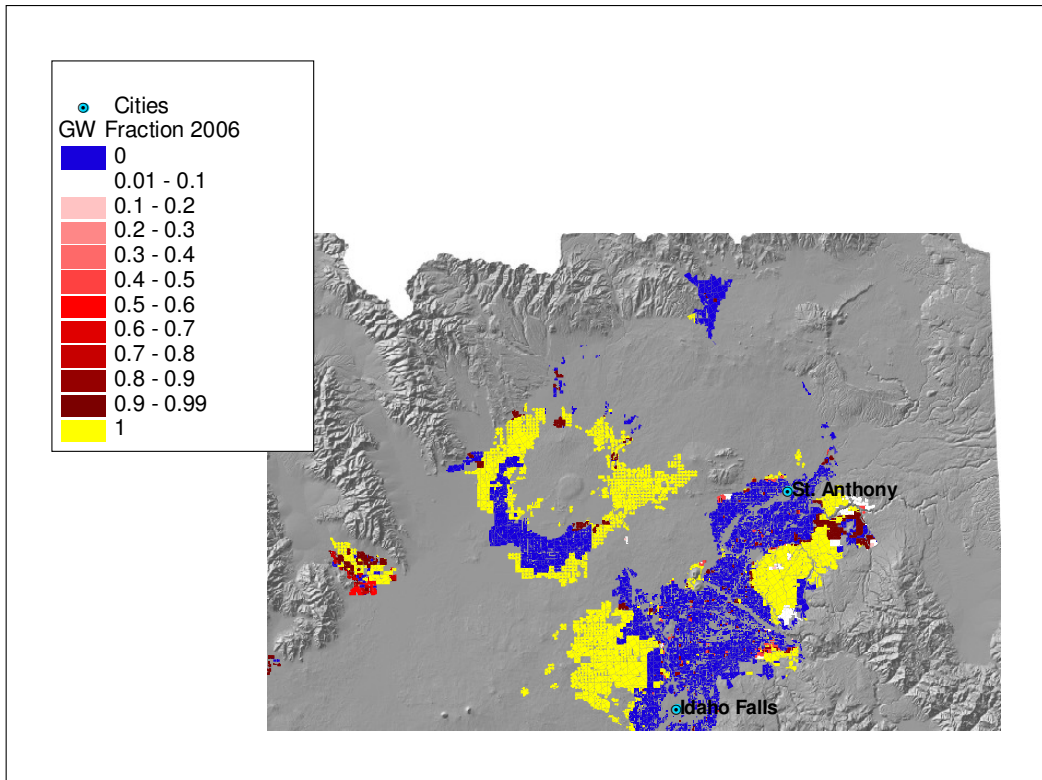 Cities
GW Fraction 2006
0
0.01 - 0.1
0.1 - 0.2
0.2 - 0.3
0.3 - 0.4
0.4 - 0.5
0.5 - 0.6
0.6 - 0.7
0.7 - 0.8
0.8 - 0.9
0.9 - 0.99
1
St. Anthony
Idaho Falls